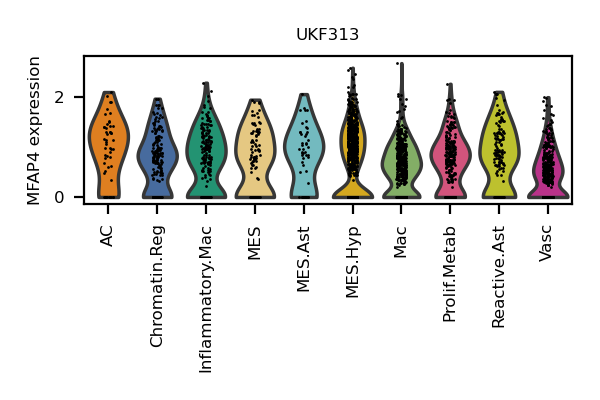 UKF313
MFAP4 expression
2
0
AC
Chromatin.Reg
Inflammatory.Mac
MES
MES.Ast
MES.Hyp
Mac
Prolif.Metab
Reactive.Ast
Vasc